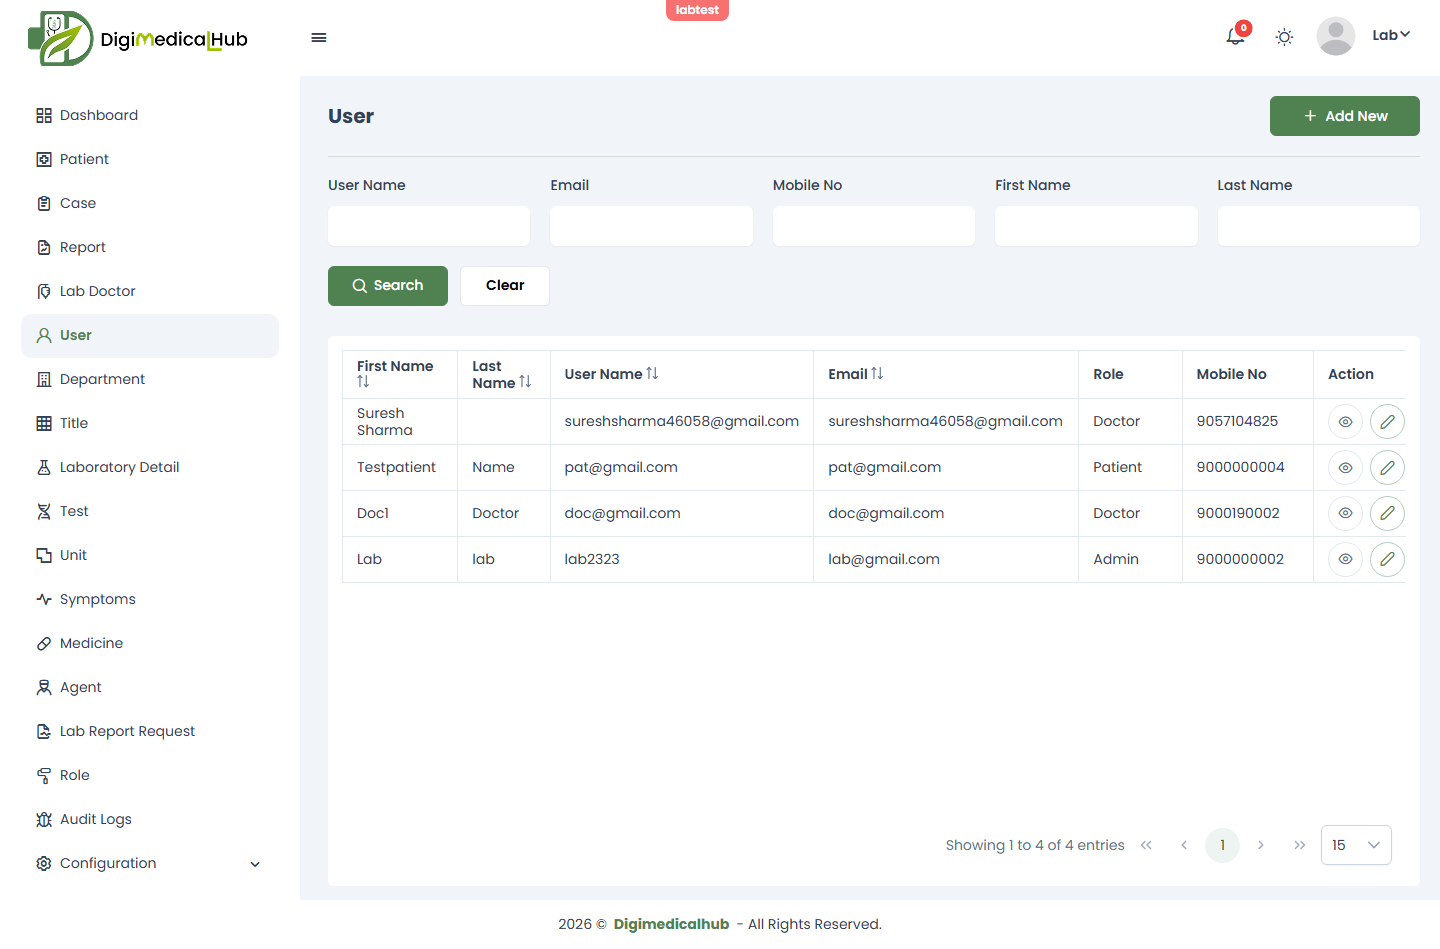 labtest
DigiMedicalHub
0
Lab
Dashboard
Patient
Case
Report
Lab Doctor
User
Department
Title
Laboratory Detail
Test
Unit
Symptoms
Medicine
Agent
Lab Report Request
Role
Audit Logs
Configuration
User
+ Add New
User Name Email Mobile No First Name Last Name
Search Clear
First Name Last Name User Name Email Role Mobile No Action
Suresh Sharma sureshsharma46058@gmail.com sureshsharma46058@gmail.com Doctor 9057104825
Testpatient Name pat@gmail.com pat@gmail.com Patient 9000000004
Doc1 Doctor doc@gmail.com doc@gmail.com Doctor 9000190002
Lab lab lab2323 lab@gmail.com Admin 9000000002
Showing 1 to 4 of 4 entries « ‹ 1 › » 15
2026 © Digimedicalhub - All Rights Reserved.